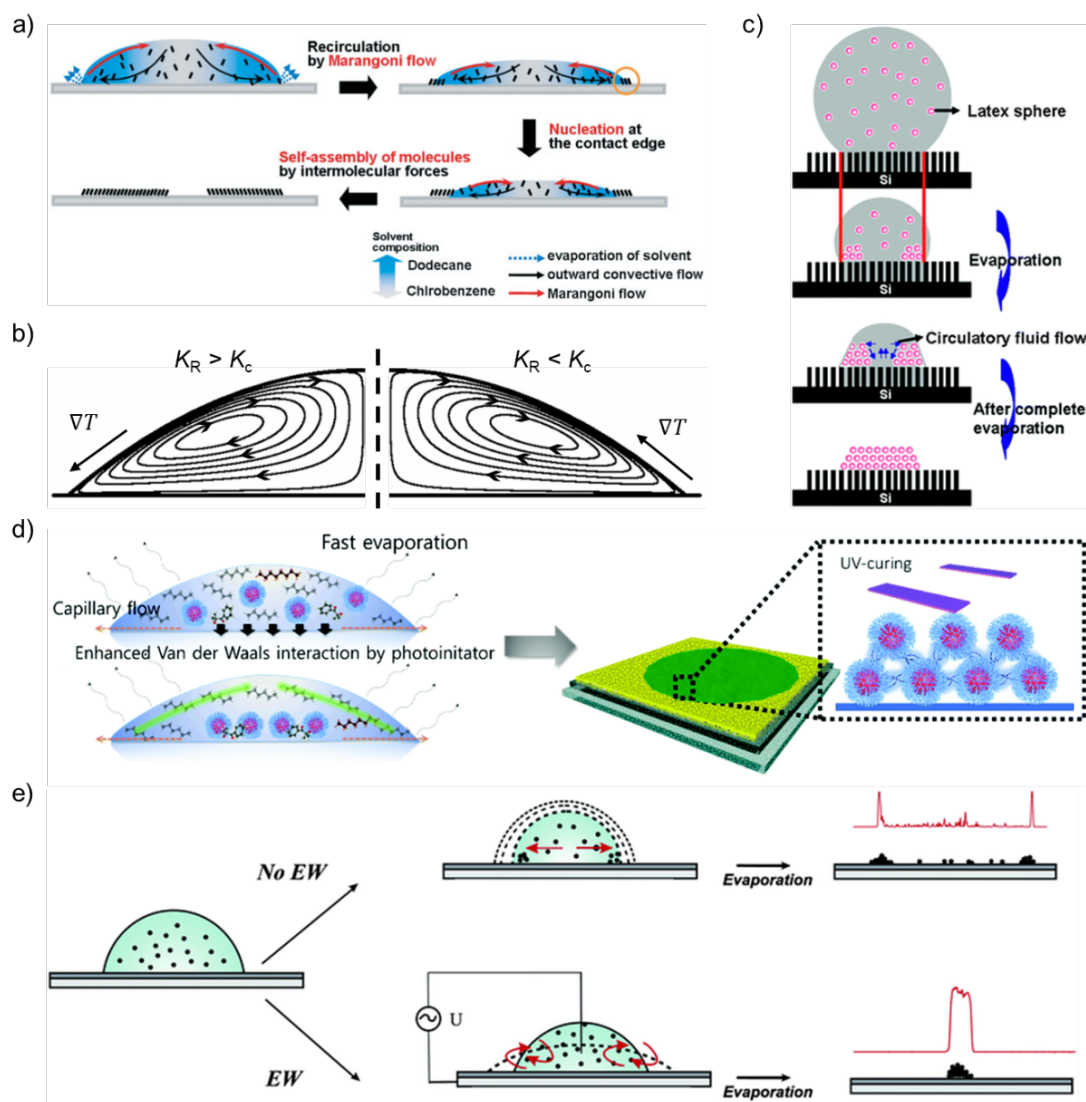 a)
Recirculation
by Marangoni flow
Nucleation at
the contact edge
Self-assembly of molecules
by intermolecular forces
Solvent
composition
Dodecane
Chlrobenzene
evaporation of solvent
outward convective flow
Marangoni flow
b)
K_R > K_c
K_R < K_c
∇T
∇T
c)
Latex sphere
Si
Evaporation
Si
Circulatory fluid flow
Si
After complete
evaporation
Si
d)
Fast evaporation
Capillary flow
Enhanced Van der Waals interaction by photoinitator
UV-curing
e)
No EW
Evaporation
EW
U
Evaporation